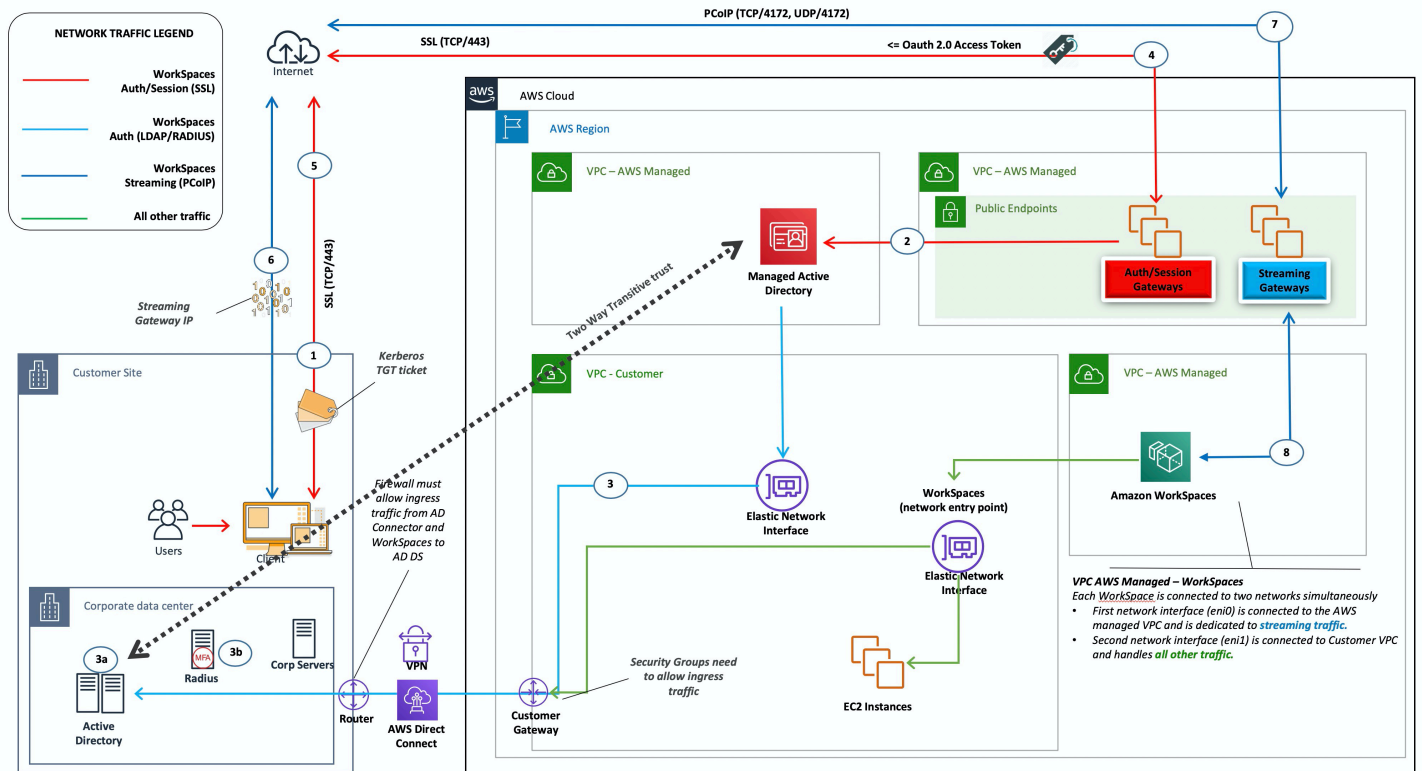 PCoIP (TCP/4172, UDP/4172)
7
NETWORK TRAFFIC LEGEND
WorkSpaces
Auth/Session (SSL)
WorkSpaces
Auth (LDAP/RADIUS)
WorkSpaces
Streaming (PCoIP)
All other traffic
Internet
SSL (TCP/443)
<= Oauth 2.0 Access Token
4
aws
AWS Cloud
AWS Region
VPC – AWS Managed
VPC – AWS Managed
Public Endpoints
5
6
SSL (TCP/443)
Streaming
Gateway IP
2
Managed Active
Directory
Auth/Session
Gateways
Streaming
Gateways
Two Way Transitive trust
1
Kerberos
TGT ticket
Customer Site
VPC - Customer
VPC – AWS Managed
8
Amazon WorkSpaces
3
WorkSpaces
(network entry point)
Elastic Network
Interface
Elastic Network
Interface
Firewall must
allow ingress
traffic from AD
Connector and
WorkSpaces to
AD DS
Users
Client
VPC AWS Managed – WorkSpaces
Each WorkSpace is connected to two networks simultaneously
• First network interface (eni0) is connected to the AWS
managed VPC and is dedicated to streaming traffic.
• Second network interface (eni1) is connected to Customer VPC
and handles all other traffic.
Corporate data center
3a
MFA
3b
Radius
Corp Servers
VPN
Security Groups need
to allow ingress
traffic
EC2 Instances
Active
Directory
Router
AWS Direct
Connect
Customer
Gateway